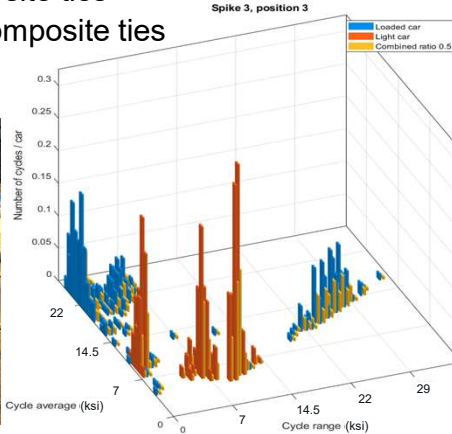 site ties
omposite ties
Spike 3, position 3
Loaded car
Light car
Combined ratio 0.5
Number of cycles / car
0.3
0.25
0.2
0.15
0.1
0.05
0
22
14.5
7
0
Cycle average (ksi)
0
7
14.5
22
29
Cycle range (ksi)